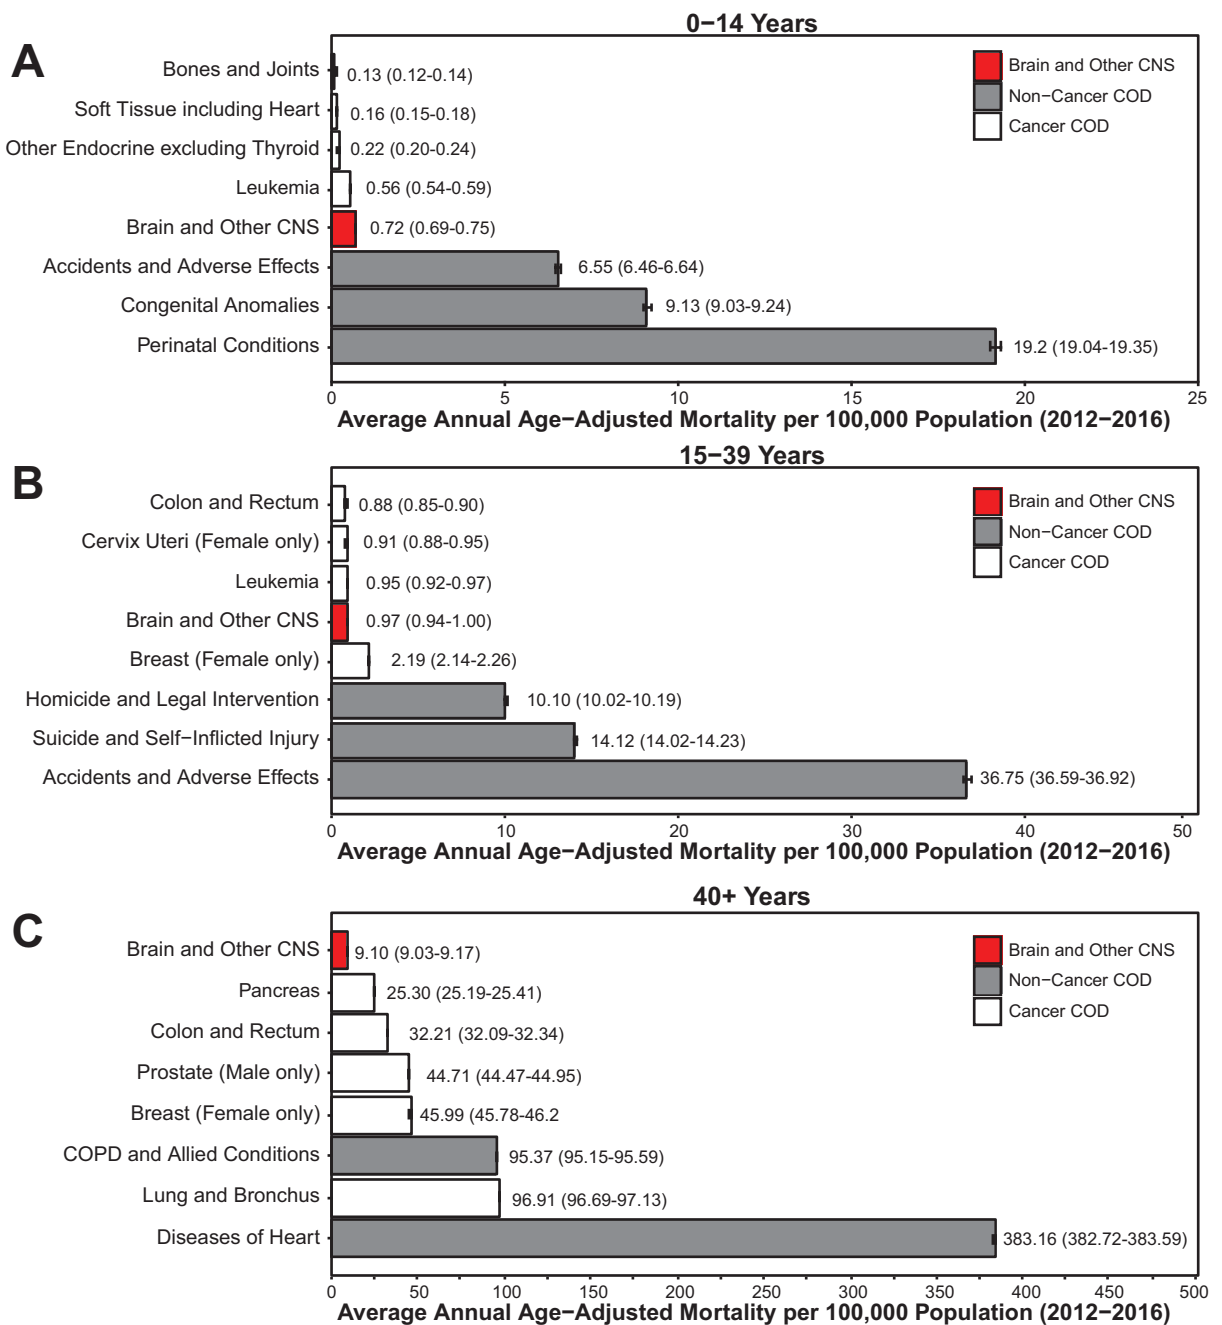 0−14 Years
A
Brain and Other CNS
Non−Cancer COD
Cancer COD
Bones and Joints 0.13 (0.12-0.14)
Soft Tissue including Heart 0.16 (0.15-0.18)
Other Endocrine excluding Thyroid 0.22 (0.20-0.24)
Leukemia 0.56 (0.54-0.59)
Brain and Other CNS 0.72 (0.69-0.75)
Accidents and Adverse Effects 6.55 (6.46-6.64)
Congenital Anomalies 9.13 (9.03-9.24)
Perinatal Conditions 19.2 (19.04-19.35)
0 5 10 15 20 25
Average Annual Age−Adjusted Mortality per 100,000 Population (2012−2016)
15−39 Years
B
Brain and Other CNS
Non−Cancer COD
Cancer COD
Colon and Rectum 0.88 (0.85-0.90)
Cervix Uteri (Female only) 0.91 (0.88-0.95)
Leukemia 0.95 (0.92-0.97)
Brain and Other CNS 0.97 (0.94-1.00)
Breast (Female only) 2.19 (2.14-2.26)
Homicide and Legal Intervention 10.10 (10.02-10.19)
Suicide and Self−Inflicted Injury 14.12 (14.02-14.23)
Accidents and Adverse Effects 36.75 (36.59-36.92)
0 10 20 30 40 50
Average Annual Age−Adjusted Mortality per 100,000 Population (2012−2016)
40+ Years
C
Brain and Other CNS
Non−Cancer COD
Cancer COD
Brain and Other CNS 9.10 (9.03-9.17)
Pancreas 25.30 (25.19-25.41)
Colon and Rectum 32.21 (32.09-32.34)
Prostate (Male only) 44.71 (44.47-44.95)
Breast (Female only) 45.99 (45.78-46.2
COPD and Allied Conditions 95.37 (95.15-95.59)
Lung and Bronchus 96.91 (96.69-97.13)
Diseases of Heart 383.16 (382.72-383.59)
0 50 100 150 200 250 300 350 400 450 500
Average Annual Age−Adjusted Mortality per 100,000 Population (2012−2016)